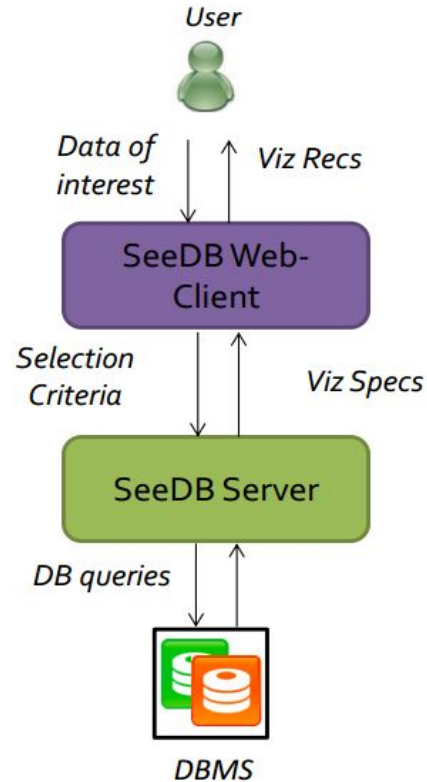 User
Data of
interest
Viz Recs
SeeDB Web-
Client
Selection
Criteria
Viz Specs
SeeDB Server
DB queries
DBMS